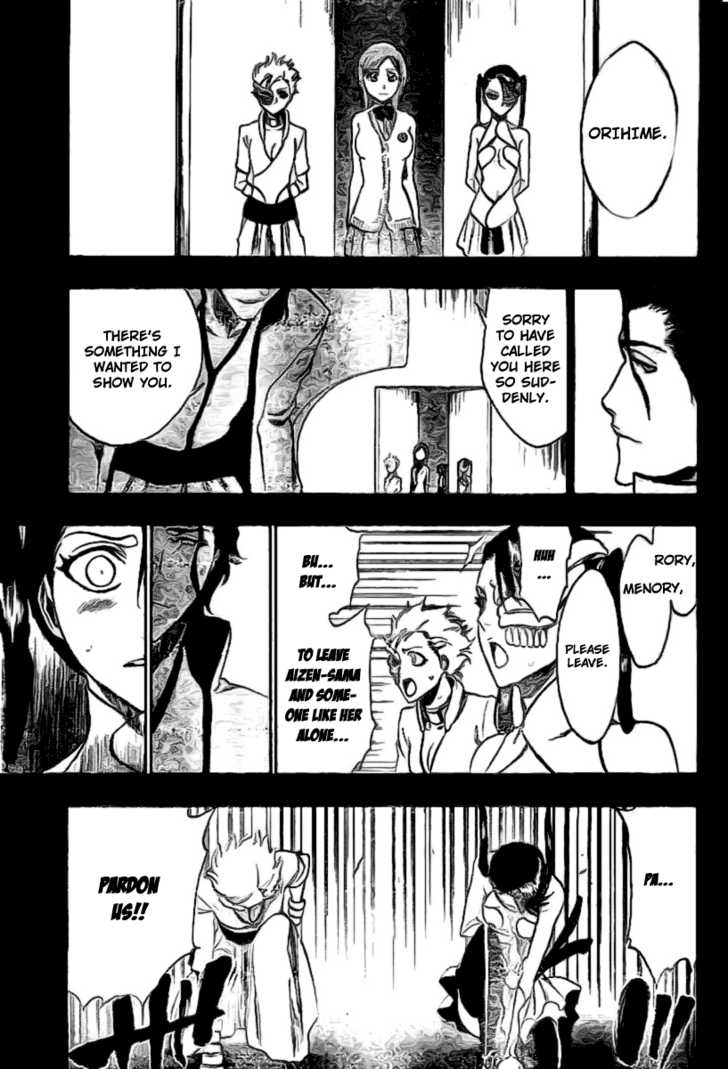 ORIHIME.
SORRY
TO HAVE
CALLED
YOU HERE
SO SUD-
DENLY.
THERE'S
SOMETHING I
WANTED TO
SHOW YOU.
RORY,
MENORY,
PLEASE
LEAVE.
HUH
...
BU...
BUT...
TO LEAVE
AIZEN-SAMA
AND SOME-
ONE LIKE HER
ALONE...
PA...
PARDON
US!!